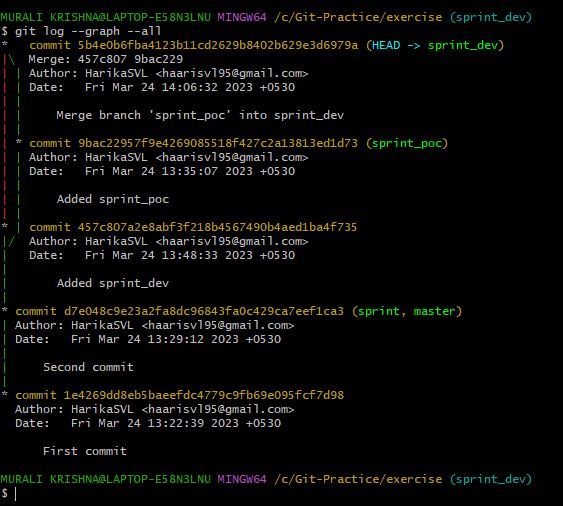 MURALI KRISHNA@LAPTOP-E58N3LNU MINGW64 /c/Git-Practice/exercise (sprint_dev)
$ git log --graph --all
*   commit 5b4e0b6fba4123b11cd2629b8402b629e3d6979a (HEAD -> sprint_dev)
|\  Merge: 457c807 9bac229
| | Author: HarikaSVL <haarisvl95@gmail.com>
| | Date:   Fri Mar 24 14:06:32 2023 +0530
| |
| |     Merge branch 'sprint_poc' into sprint_dev
| |
| * commit 9bac22957f9e4269085518f427c2a13813ed1d73 (sprint_poc)
| | Author: HarikaSVL <haarisvl95@gmail.com>
| | Date:   Fri Mar 24 13:35:07 2023 +0530
| |
| |     Added sprint_poc
| |
* | commit 457c807a2e8abf3f218b4567490b4aed1ba4f735
|/  Author: HarikaSVL <haarisvl95@gmail.com>
|   Date:   Fri Mar 24 13:48:33 2023 +0530
|
|       Added sprint_dev
|
* commit d7e048c9e23a2fa8dc96843fa0c429ca7eef1ca3 (sprint, master)
| Author: HarikaSVL <haarisvl95@gmail.com>
| Date:   Fri Mar 24 13:29:12 2023 +0530
|
|     Second commit
|
* commit 1e4269dd8eb5baeefdc4779c9fb69e095fcf7d98
  Author: HarikaSVL <haarisvl95@gmail.com>
  Date:   Fri Mar 24 13:22:39 2023 +0530

      First commit

MURALI KRISHNA@LAPTOP-E58N3LNU MINGW64 /c/Git-Practice/exercise (sprint_dev)
$